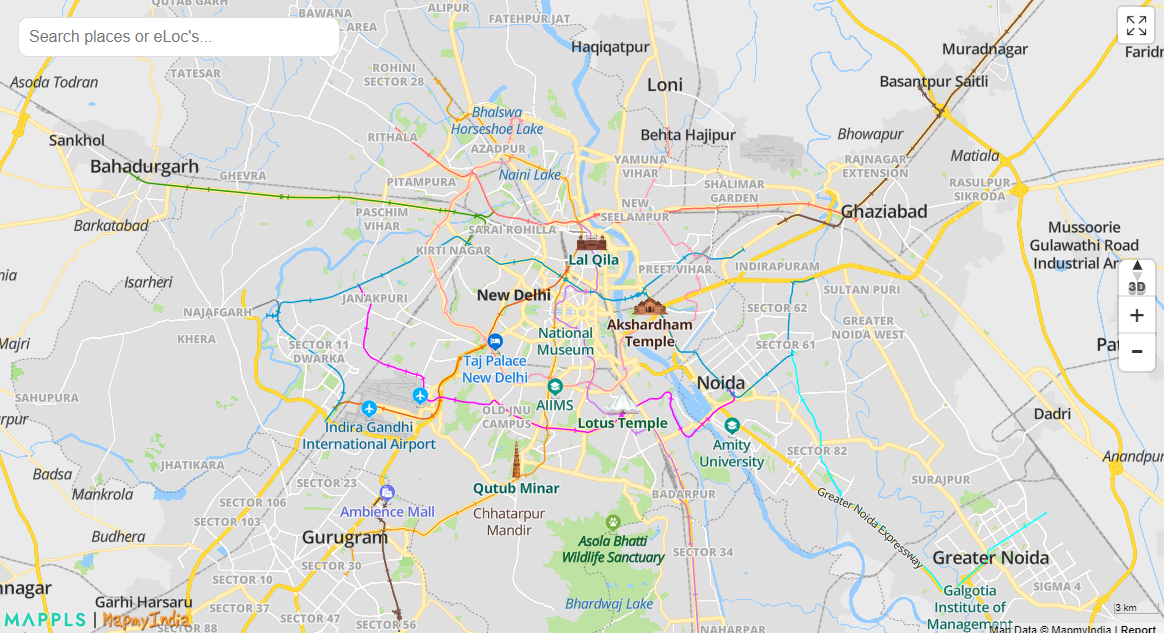 QUTAB GARH
BAWANA
AREA
ALIPUR
FATEHPUR JAT
Search places or eLoc's...
Haqiqatpur
Muradnagar
Asoda Todran
TATESAR
ROHINI
SECTOR 28
Loni
Basantpur Saitli
Bhalswa
Horseshoe Lake
Sankhol
RITHALA
Behta Hajipur
Bhowapur
AZADPUR
Bahadurgarh
GHEVRA
PITAMPURA
Naini Lake
YAMUNA
VIHAR
RAJNAGAR
EXTENSION
Matiala
SHALIMAR
GARDEN
RASULPUR
SIKRODA
Barkatabad
PASCHIM
VIHAR
SARAI ROHILLA
NEW
SEELAMPUR
Ghaziabad
Mussoorie
Gulawathi Road
Industrial Ar
KIRTI NAGAR
Lal Qila
PREET VIHAR
INDIRAPURAM
Isarheri
JANAKPURI
New Delhi
SULTAN PURI
3D
+
-
NAJAFGARH
SECTOR 62
Akshardham
Temple
GREATER
NOIDA WEST
KHERA
SECTOR 11
DWARKA
National
Museum
SECTOR 61
Majri
Taj Palace
New Delhi
Noida
SAHUPURA
AIIMS
OLD JNU
CAMPUS
Lotus Temple
Dadri
Indira Gandhi
International Airport
Amity
University
SECTOR 82
JHATIKARA
Anandpur
Badsa
SECTOR 23
Qutub Minar
BADARPUR
SURAJPUR
Mankrola
SECTOR 106
Ambience Mall
Greater Noida Expressway
SECTOR 103
Chhatarpur
Mandir
Budhera
Gurugram
Asola Bhatti
Wildlife Sanctuary
SECTOR 34
Greater Noida
SECTOR 30
SECTOR 10
SIGMA 4
Galgotia
Institute of
Management
Garhi Harsaru
SECTOR 37
Bhardwaj Lake
3 km
MAPPLS | MapmyIndia
SECTOR 47
SECTOR 56
SECTOR 88
NAHARPAR
Map Data © MapmyIndia | Report